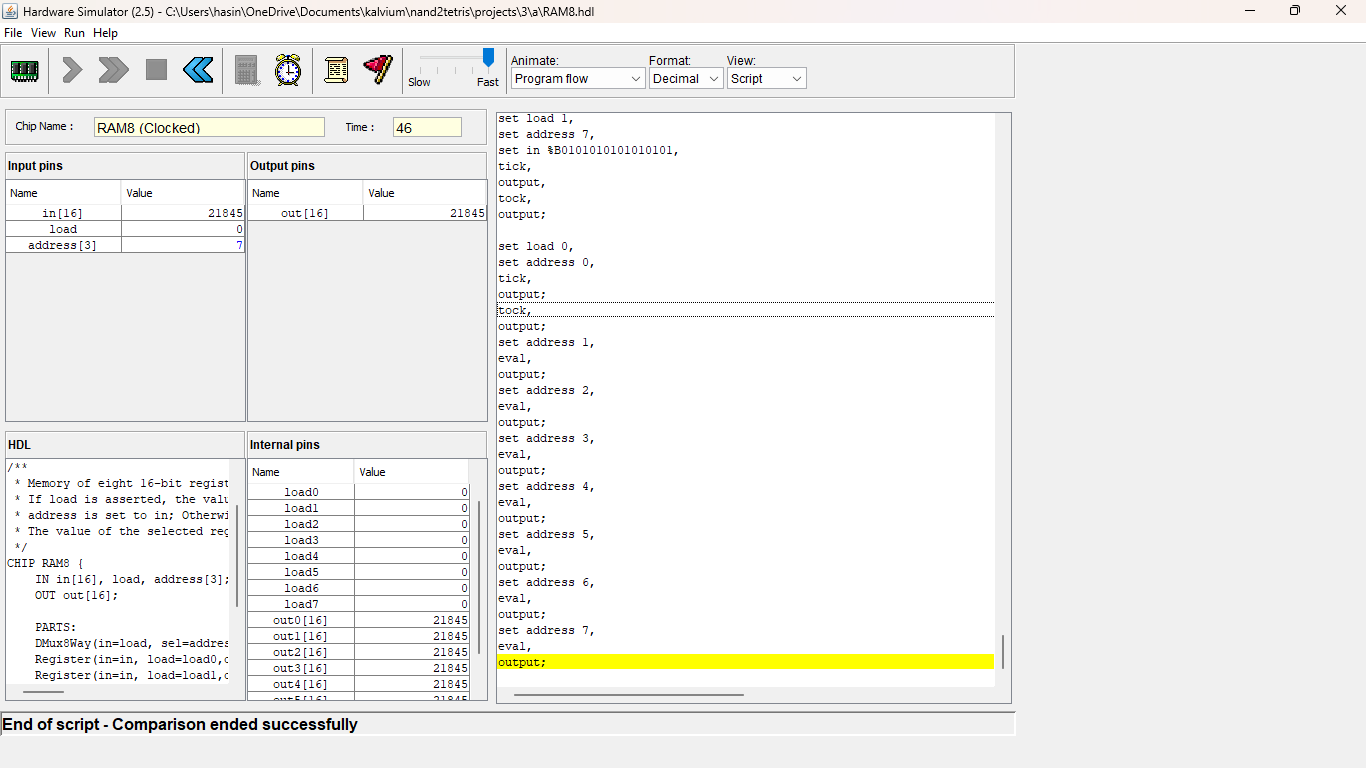 Hardware Simulator (2.5) - C:\Users\hasin\OneDrive\Documents\kalvium\nand2tetris\projects\3\a\RAM8.hdl
File View Run Help
Slow Fast
Animate: Format: View:
Program flow Decimal Script
Chip Name : RAM8 (Clocked) Time : 46
Input pins
Name Value
in[16] 21845
load 0
address[3] 7
Output pins
Name Value
out[16] 21845
HDL
/**
* Memory of eight 16-bit regist
* If load is asserted, the valu
* address is set to in; Otherwi
* The value of the selected reg
*/
CHIP RAM8 {
IN in[16], load, address[3];
OUT out[16];
PARTS:
DMux8Way(in=load, sel=addres
Register(in=in, load=load0,o
Register(in=in, load=load1,o
Internal pins
Name Value
load0 0
load1 0
load2 0
load3 0
load4 0
load5 0
load6 0
load7 0
out0[16] 21845
out1[16] 21845
out2[16] 21845
out3[16] 21845
out4[16] 21845
out5[16] 21845
set load 1,
set address 7,
set in %B0101010101010101,
tick,
output,
tock,
output;
set load 0,
set address 0,
tick,
output;
tock,
output;
set address 1,
eval,
output;
set address 2,
eval,
output;
set address 3,
eval,
output;
set address 4,
eval,
output;
set address 5,
eval,
output;
set address 6,
eval,
output;
set address 7,
eval,
output;
End of script - Comparison ended successfully